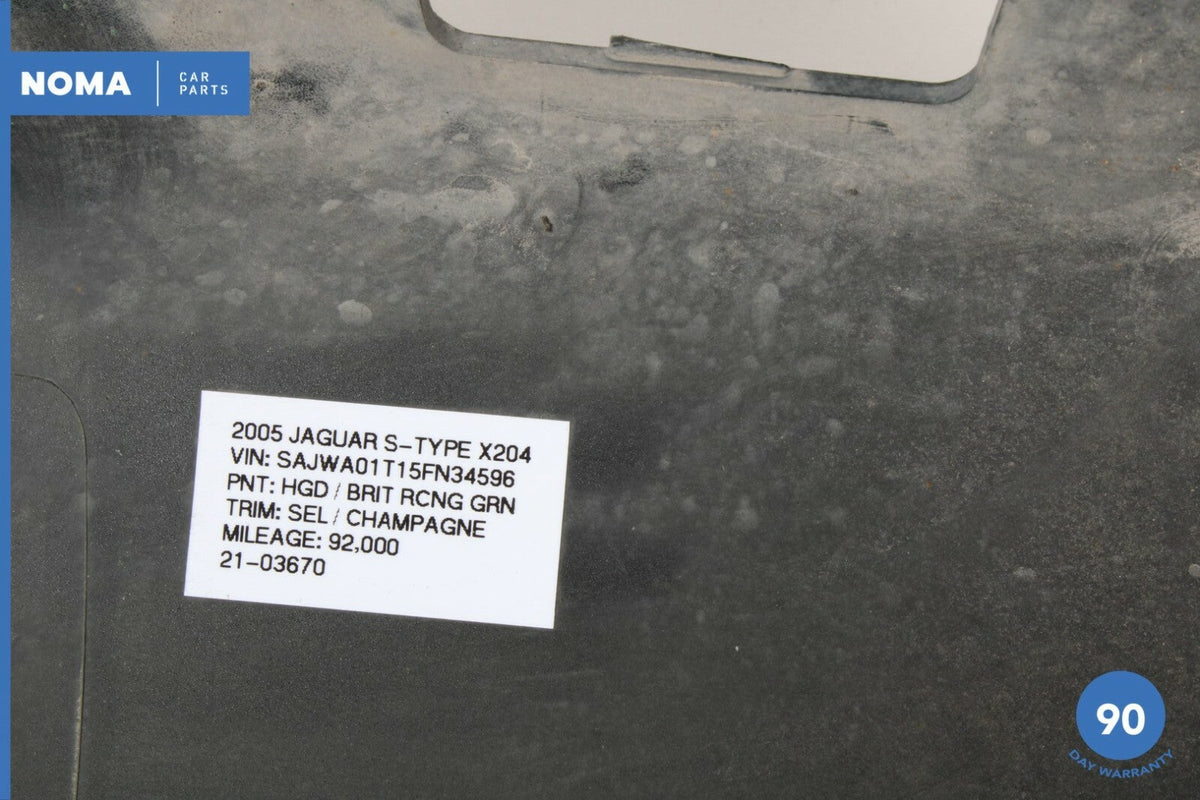 NOMA
CAR
PARTS
2005 JAGUAR S-TYPE X204
VIN: SAJWA01T15FN34596
PNT: HGD / BRIT RCNG GRN
TRIM: SEL / CHAMPAGNE
MILEAGE: 92,000
21-03670
90
DAY WARRANTY